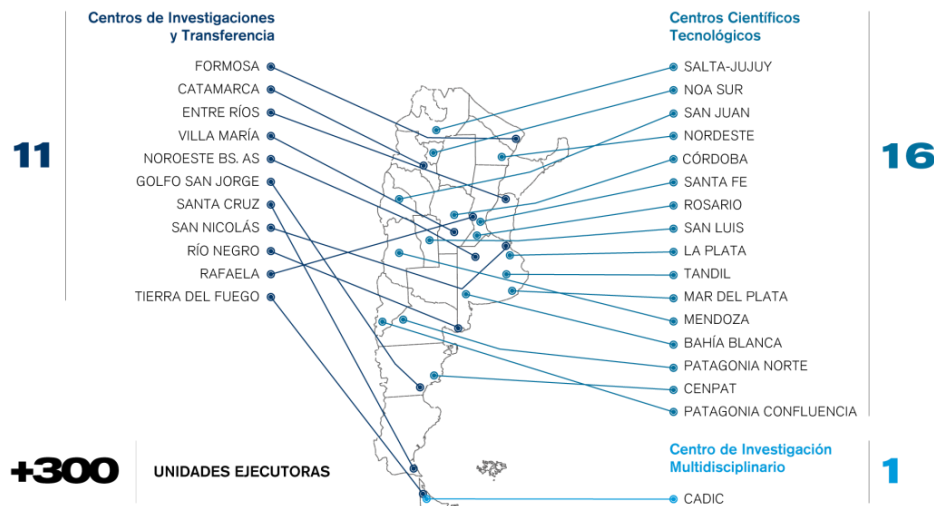 Centros de Investigaciones
y Transferencia
11
FORMOSA
CATAMARCA
ENTRE RÍOS
VILLA MARÍA
NOROESTE BS. AS
GOLFO SAN JORGE
SANTA CRUZ
SAN NICOLÁS
RÍO NEGRO
RAFAELA
TIERRA DEL FUEGO
Centros Científicos
Tecnológicos
16
SALTA-JUJUY
NOA SUR
SAN JUAN
NORDESTE
CÓRDOBA
SANTA FE
ROSARIO
SAN LUIS
LA PLATA
TANDIL
MAR DEL PLATA
MENDOZA
BAHÍA BLANCA
PATAGONIA NORTE
CENPAT
PATAGONIA CONFLUENCIA
+300 UNIDADES EJECUTORAS
Centro de Investigación
Multidisciplinario
1
CADIC